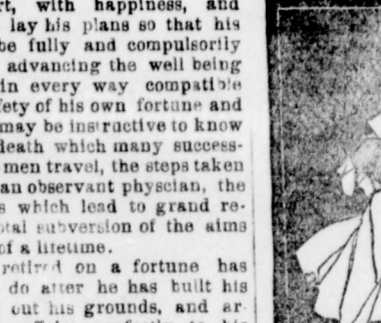 rt, with happiness, and
lay his plans so that his
be fully and compulsorily
advancing the well being
in every way compatible
fety of his own fortune and
may be instructive to know
death which many success-
men travel, the steps taken
an observant physcian, the
s which lead to grand re-
otal subversion of the aims
of a lifetime.
retired on a fortune has
do after he has built his
out his grounds, and ar-